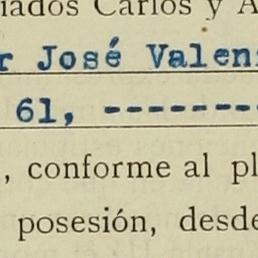 iados Carlos y A
r José Valen
61, --------
, conforme al pl
posesión, desde